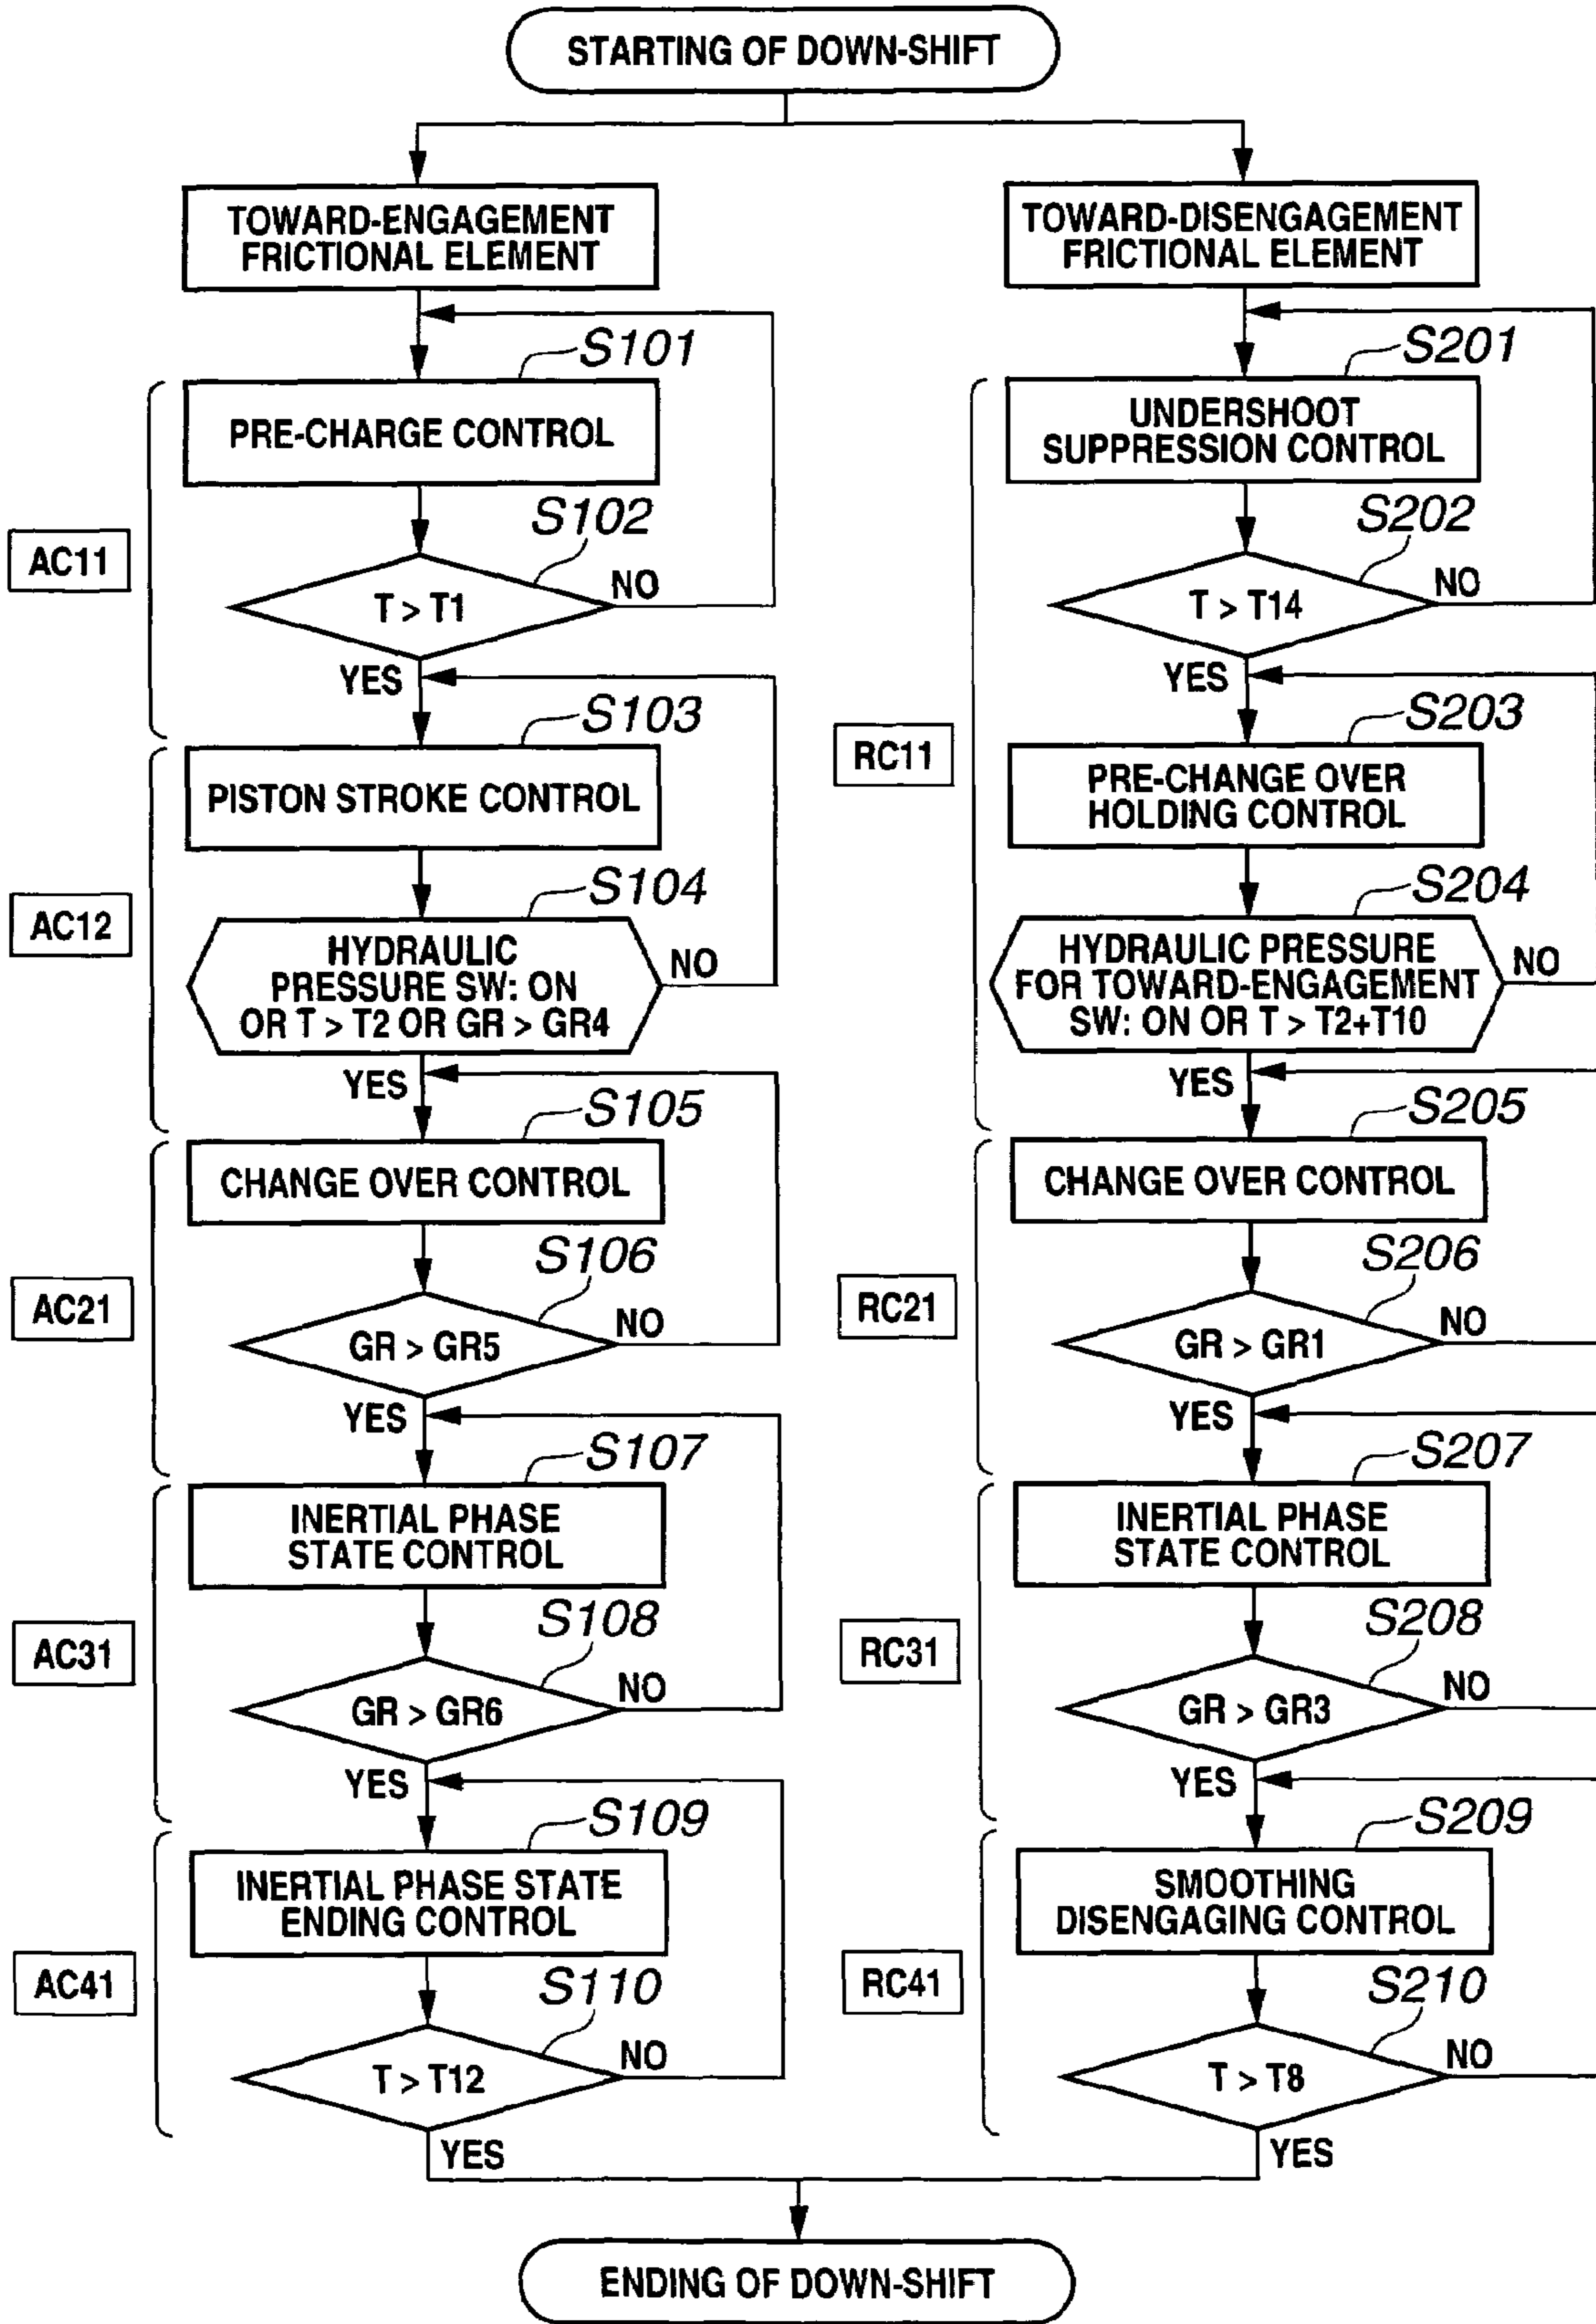 STARTING OF DOWN-SHIFT
TOWARD-ENGAGEMENT
FRICTIONAL ELEMENT
S101
PRE-CHARGE CONTROL
S102
T > T1
NO
YES
AC11
S103
PISTON STROKE CONTROL
S104
HYDRAULIC
PRESSURE SW: ON
OR T > T2 OR GR > GR4
NO
YES
AC12
S105
CHANGE OVER CONTROL
S106
GR > GR5
NO
YES
AC21
S107
INERTIAL PHASE
STATE CONTROL
S108
GR > GR6
NO
YES
AC31
S109
INERTIAL PHASE STATE
ENDING CONTROL
S110
T > T12
NO
YES
AC41
TOWARD-DISENGAGEMENT
FRICTIONAL ELEMENT
S201
UNDERSHOOT
SUPPRESSION CONTROL
S202
T > T14
NO
YES
S203
RC11
PRE-CHANGE OVER
HOLDING CONTROL
S204
HYDRAULIC PRESSURE
FOR TOWARD-ENGAGEMENT
SW: ON OR T > T2+T10
NO
YES
S205
CHANGE OVER CONTROL
S206
RC21
GR > GR1
NO
YES
S207
INERTIAL PHASE
STATE CONTROL
S208
RC31
GR > GR3
NO
YES
S209
SMOOTHING
DISENGAGING CONTROL
S210
RC41
T > T8
NO
YES
ENDING OF DOWN-SHIFT